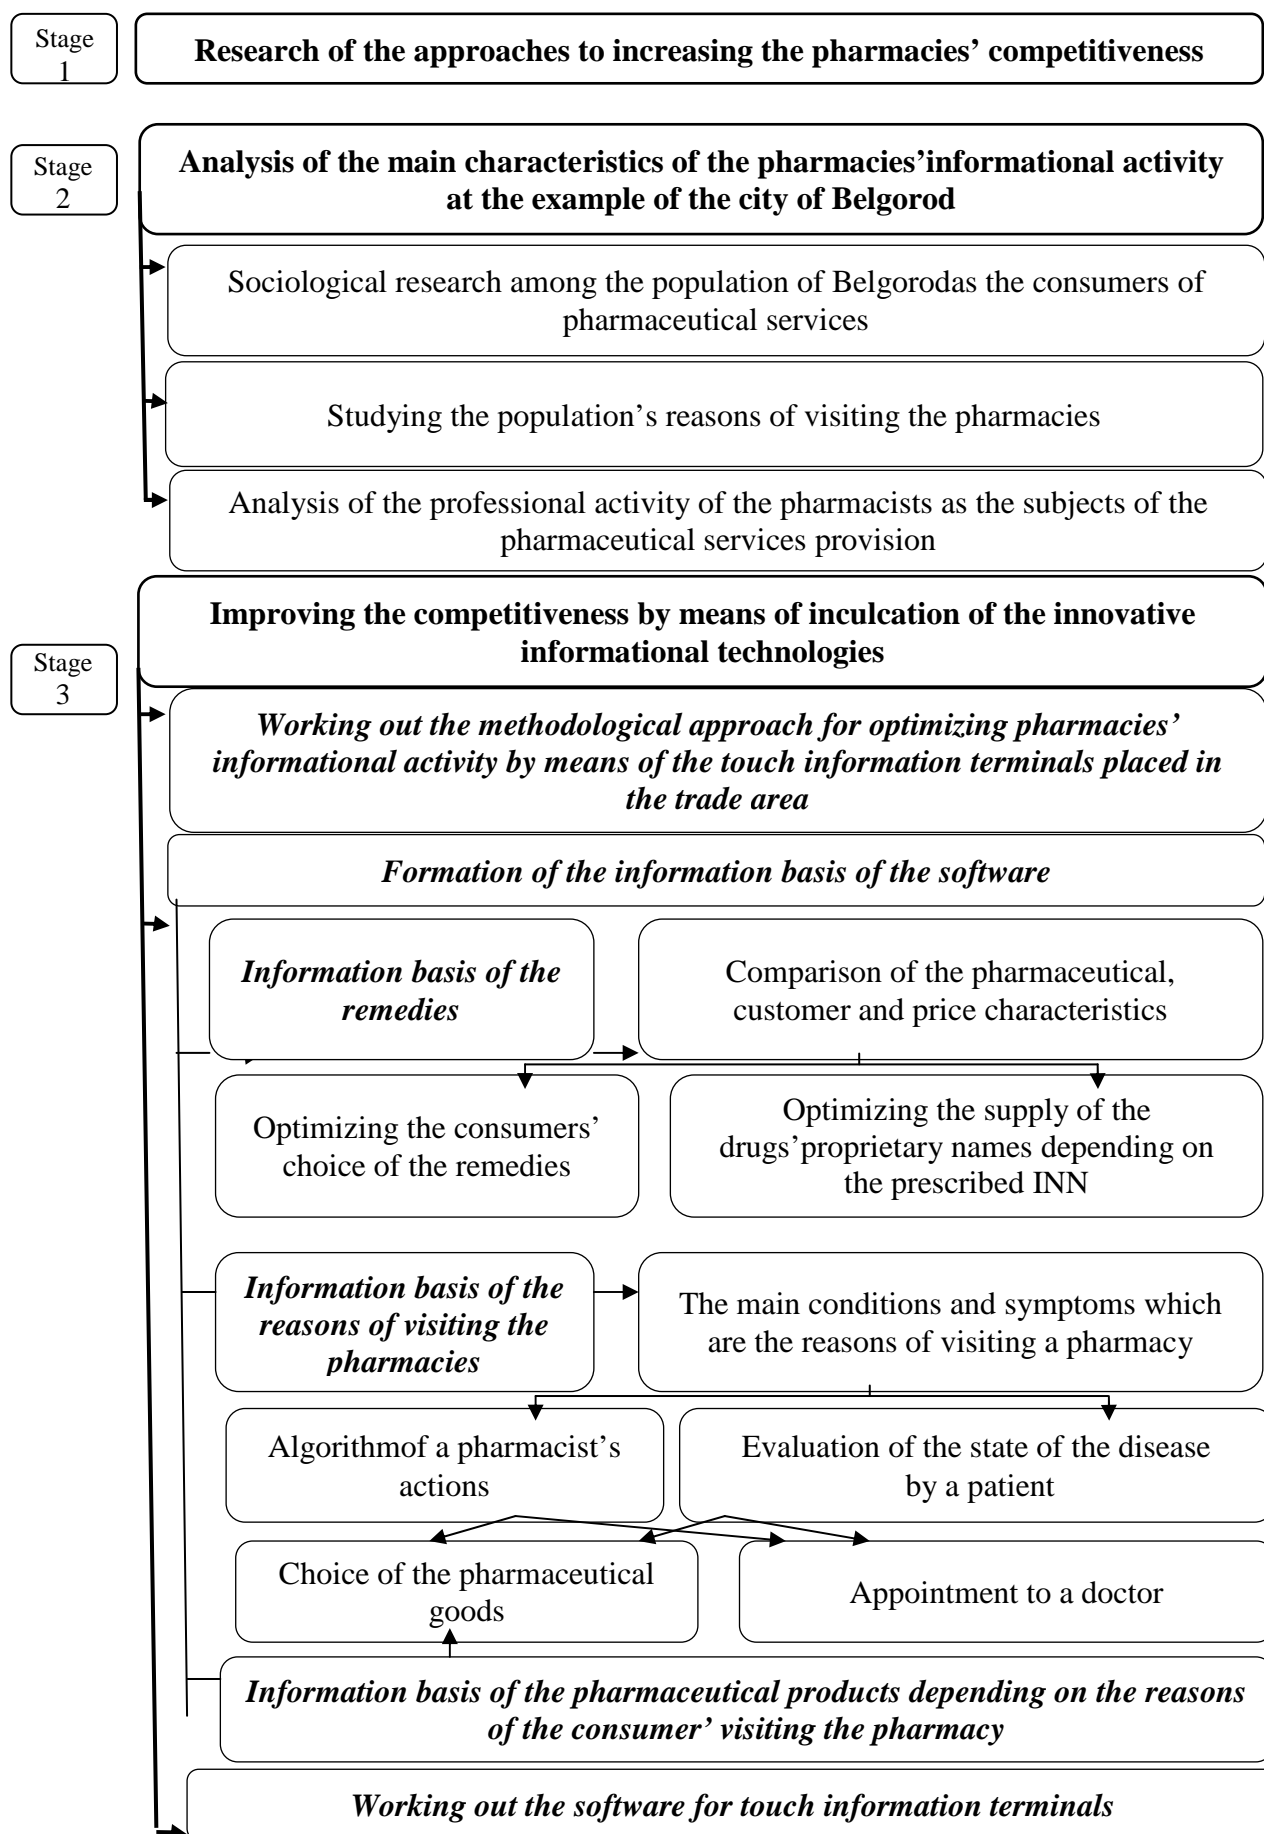 Stage
1
Research of the approaches to increasing the pharmacies’ competitiveness
Stage
2
Analysis of the main characteristics of the pharmacies’informational activity
at the example of the city of Belgorod
Sociological research among the population of Belgorodas the consumers of
pharmaceutical services
Studying the population’s reasons of visiting the pharmacies
Analysis of the professional activity of the pharmacists as the subjects of the
pharmaceutical services provision
Stage
3
Improving the competitiveness by means of inculcation of the innovative
informational technologies
Working out the methodological approach for optimizing pharmacies’
informational activity by means of the touch information terminals placed in
the trade area
Formation of the information basis of the software
Information basis of the
remedies
Comparison of the pharmaceutical,
customer and price characteristics
Optimizing the consumers’
choice of the remedies
Optimizing the supply of the
drugs’proprietary names depending on
the prescribed INN
Information basis of the
reasons of visiting the
pharmacies
The main conditions and symptoms which
are the reasons of visiting a pharmacy
Algorithmof a pharmacist’s
actions
Evaluation of the state of the disease
by a patient
Choice of the pharmaceutical
goods
Appointment to a doctor
Information basis of the pharmaceutical products depending on the reasons
of the consumer’ visiting the pharmacy
Working out the software for touch information terminals